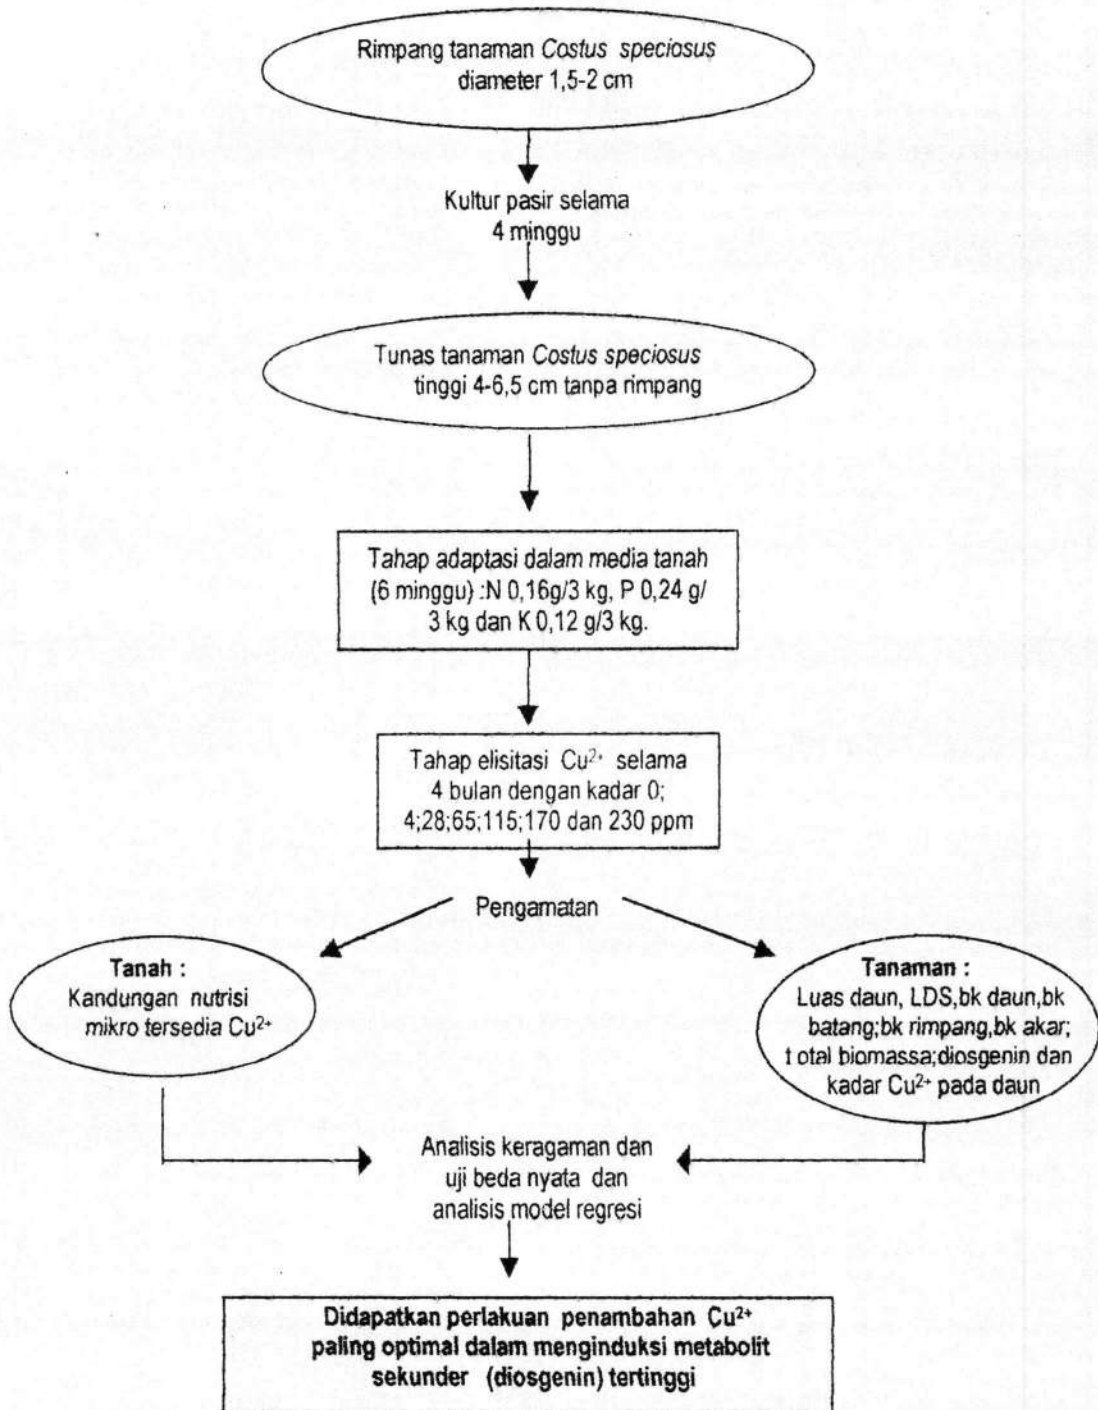 Rimpang tanaman Costus speciosus
diameter 1,5-2 cm
Kultur pasir selama
4 minggu
Tunas tanaman Costus speciosus
tinggi 4-6,5 cm tanpa rimpang
Tahap adaptasi dalam media tanah
(6 minggu) :N 0,16g/3 kg, P 0,24 g/
3 kg dan K 0,12 g/3 kg.
Tahap elisitasi Cu²⁺ selama
4 bulan dengan kadar 0;
4;28;65;115;170 dan 230 ppm
Pengamatan
Tanah :
Kandungan nutrisi
mikro tersedia Cu²⁺
Tanaman :
Luas daun, LDS,bk daun,bk
batang;bk rimpang,bk akar;
t otal biomassa;diosgenin dan
kadar Cu²⁺ pada daun
Analisis keragaman dan
uji beda nyata dan
analisis model regresi
Didapatkan perlakuan penambahan Cu²⁺
paling optimal dalam menginduksi metabolit
sekunder (diosgenin) tertinggi